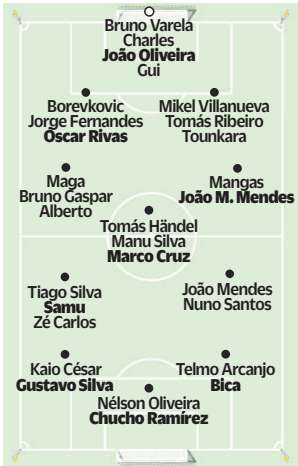 Bruno Varela
Charles
João Oliveira
Gui
Borevkovic
Jorge Fernandes
Óscar Rivas
Mikel Villanueva
Tomás Ribeiro
Tounkara
Maga
Bruno Gaspar
Alberto
Mangas
João M. Mendes
Tomás Händel
Manu Silva
Marco Cruz
Tiago Silva
Samu
Zé Carlos
João Mendes
Nuno Santos
Kaio César
Gustavo Silva
Telmo Arcanjo
Bica
Nélson Oliveira
Chucho Ramírez